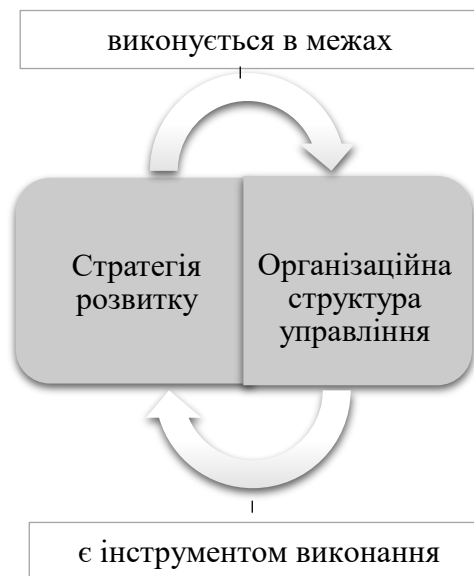 виконується в межах
Стратегія
розвитку
Організаційна
структура
управління
є інструментом виконання